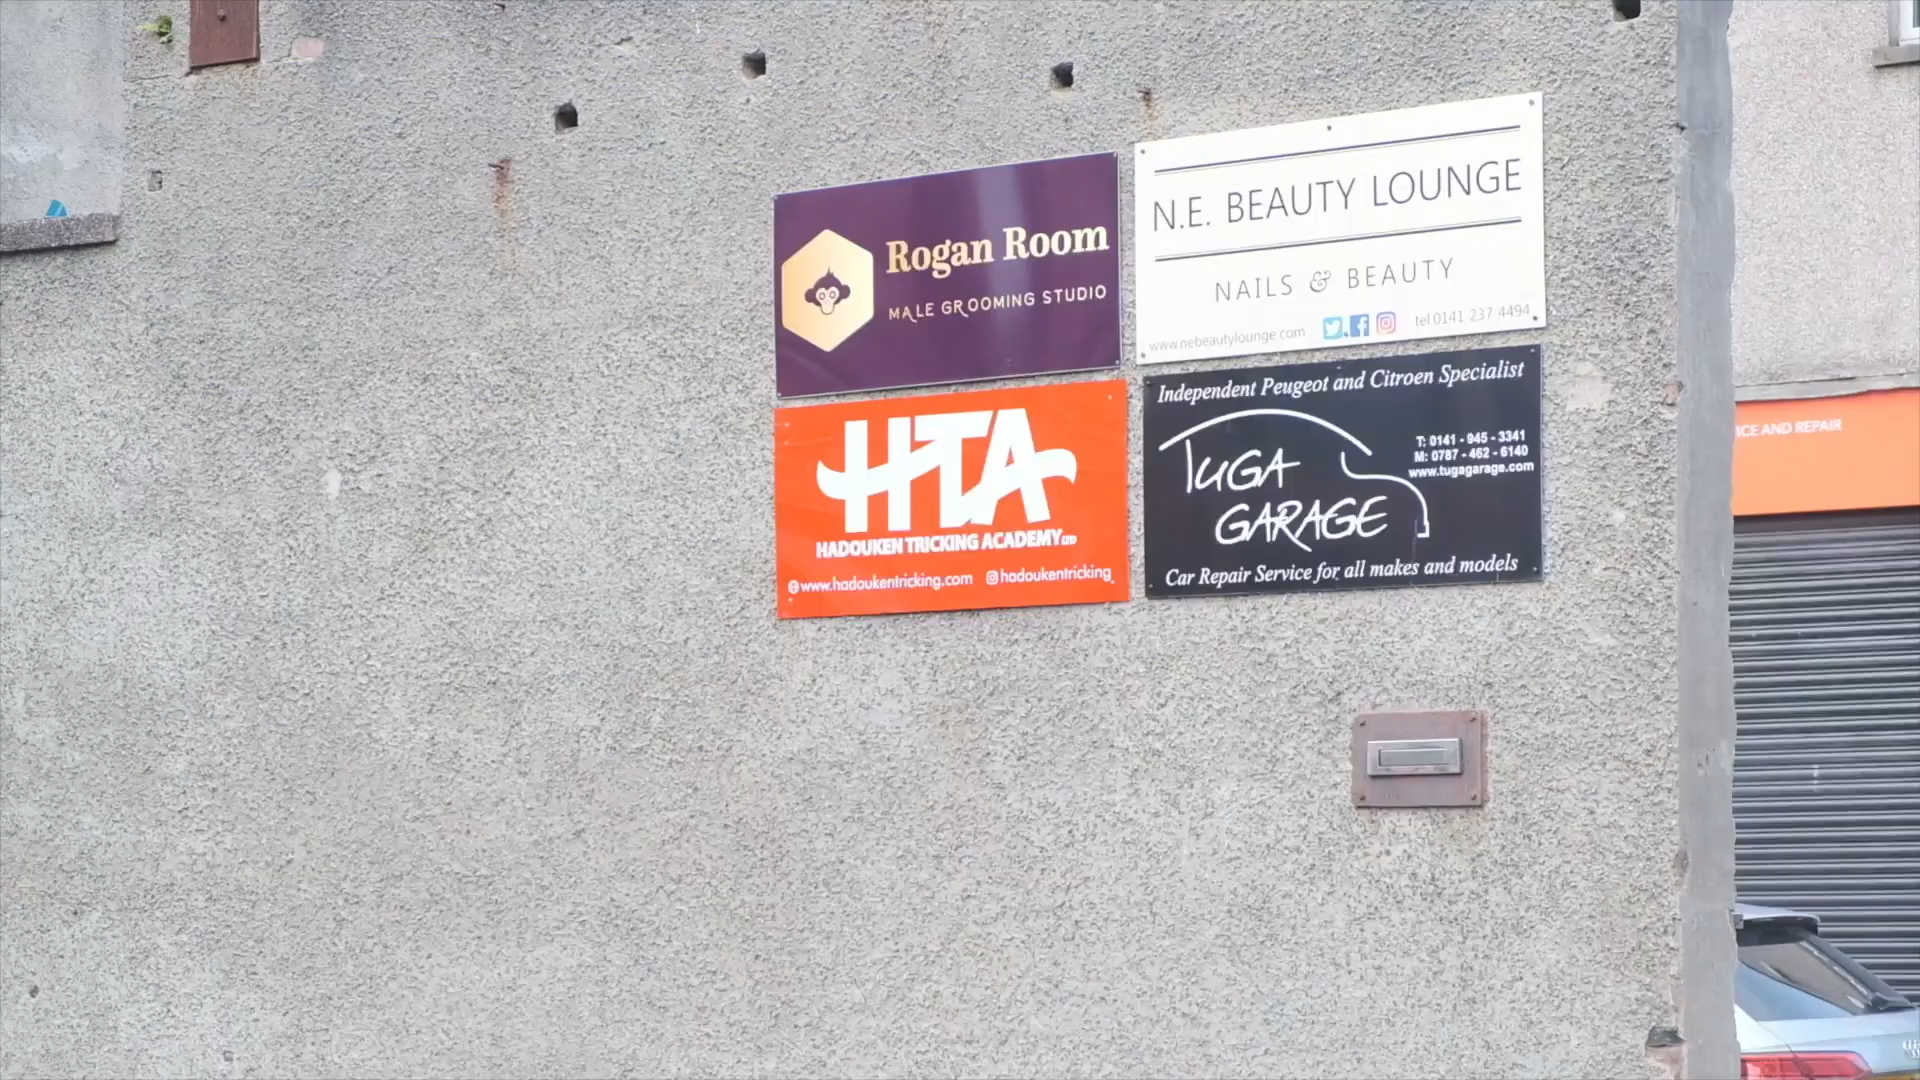 Rogan Room
MALE GROOMING STUDIO
N.E. BEAUTY LOUNGE
NAILS & BEAUTY
www.nebeautylounge.com
tel 0141 237 4494
HTA
HADOUKEN TRICKING ACADEMY LTD
www.hadoukentricking.com hadoukentricking
Independent Peugeot and Citroen Specialist
TUGA
GARAGE
T: 0141 - 945 - 3341
M: 0787 - 462 - 6140
www.tugagarage.com
Car Repair Service for all makes and models
AND REPAIR